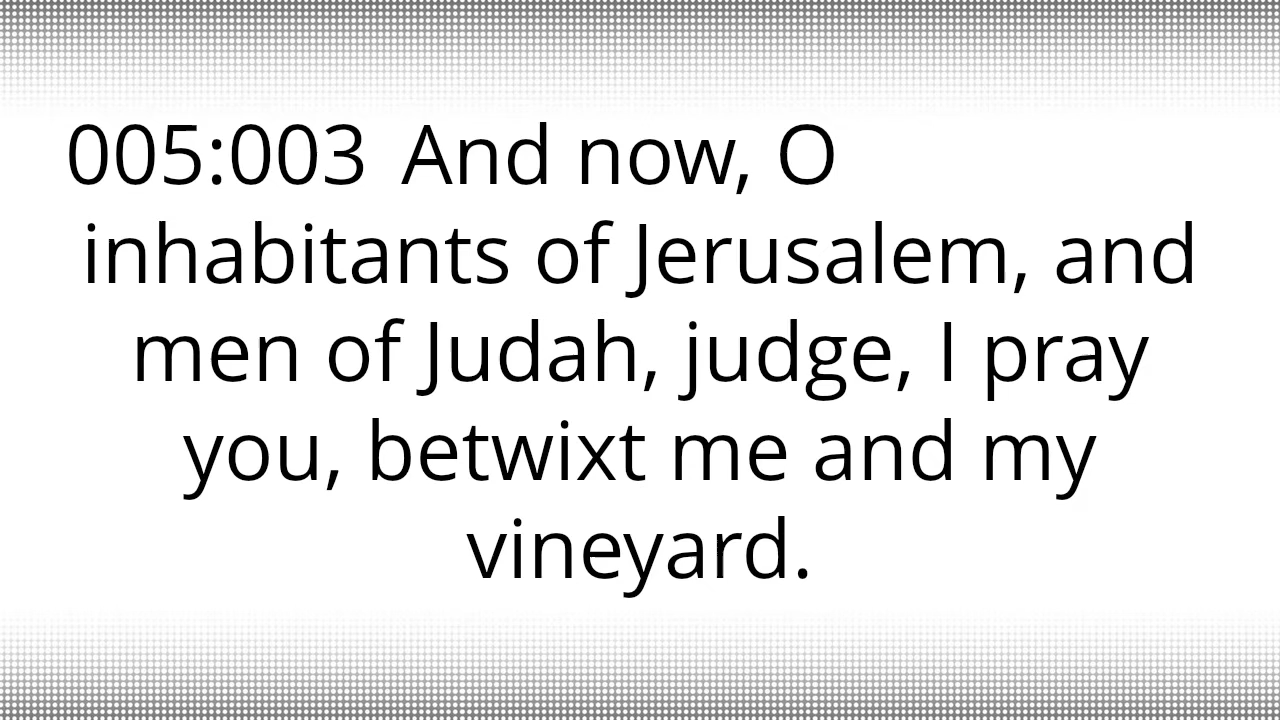 005:003 And now, O
inhabitants of Jerusalem, and
men of Judah, judge, I pray
you, betwixt me and my
vineyard.